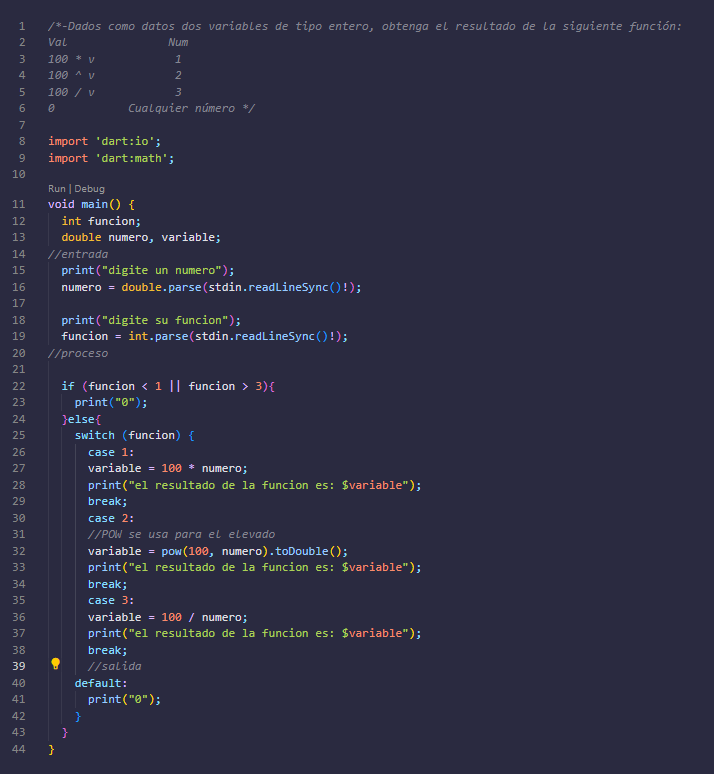 1 /*-Dados como datos dos variables de tipo entero, obtenga el resultado de la siguiente función:
2 Val Num
3 100 * v 1
4 100 ^ v 2
5 100 / v 3
6 0 Cualquier número */
7
8 import 'dart:io';
9 import 'dart:math';
10
Run | Debug
11 void main() {
12 int funcion;
13 double numero, variable;
14 //entrada
15 print("digite un numero");
16 numero = double.parse(stdin.readLineSync()!);
17
18 print("digite su funcion");
19 funcion = int.parse(stdin.readLineSync()!);
20 //proceso
21
22 if (funcion < 1 || funcion > 3){
23 print("0");
24 }else{
25 switch (funcion) {
26 case 1:
27 variable = 100 * numero;
28 print("el resultado de la funcion es: $variable");
29 break;
30 case 2:
31 //POW se usa para el elevado
32 variable = pow(100, numero).toDouble();
33 print("el resultado de la funcion es: $variable");
34 break;
35 case 3:
36 variable = 100 / numero;
37 print("el resultado de la funcion es: $variable");
38 break;
39 //salida
40 default:
41 print("0");
42 }
43 }
44 }